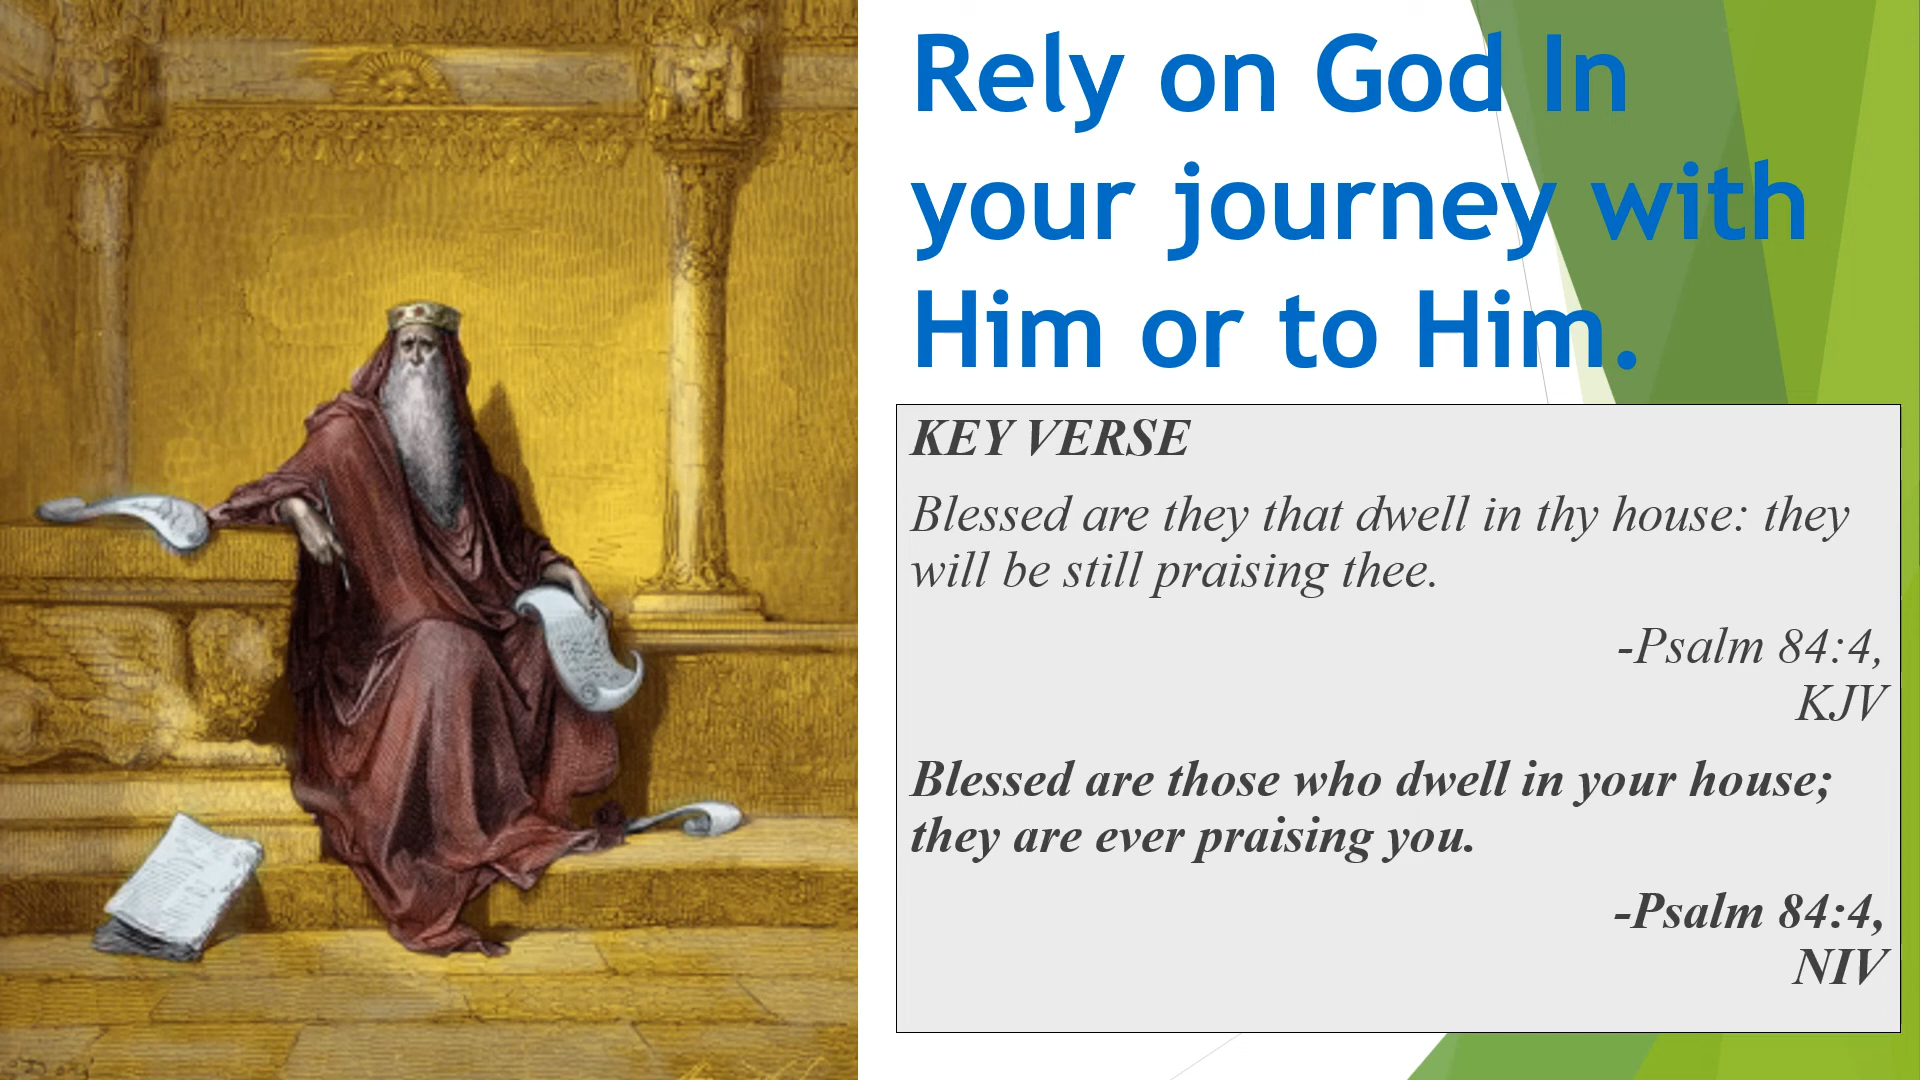 Rely on God In
your journey with
Him or to Him.
KEY VERSE
Blessed are they that dwell in thy house: they
will be still praising thee.
-Psalm 84:4,
KJV
Blessed are those who dwell in your house;
they are ever praising you.
-Psalm 84:4,
NIV